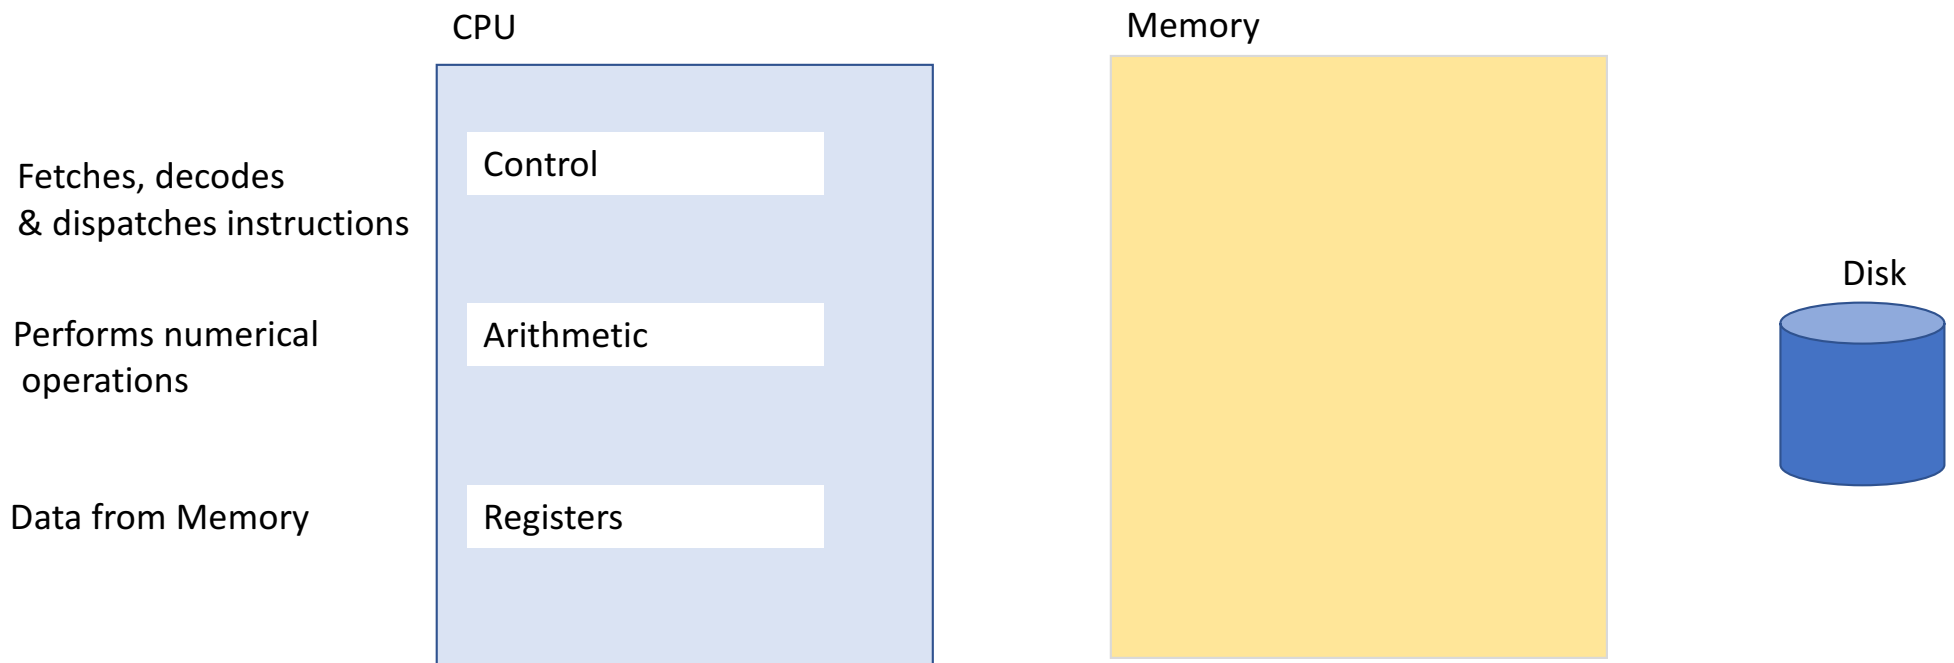 CPU
Memory
Fetches, decodes
& dispatches instructions
Control
Disk
Performs numerical
operations
Arithmetic
Data from Memory
Registers